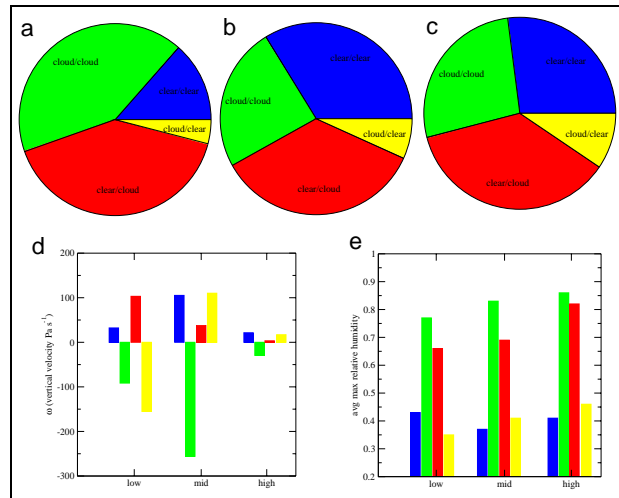 a
b
c
cloud/cloud
clear/clear
cloud/clear
clear/cloud
clear/clear
cloud/cloud
cloud/clear
clear/cloud
clear/clear
cloud/cloud
cloud/clear
clear/cloud
d
ω (vertical velocity Pa s⁻¹)
200
100
0
-100
-200
-300
low
mid
high
e
avg max relative humidity
1
0.9
0.8
0.7
0.6
0.5
0.4
0.3
0.2
low
mid
high